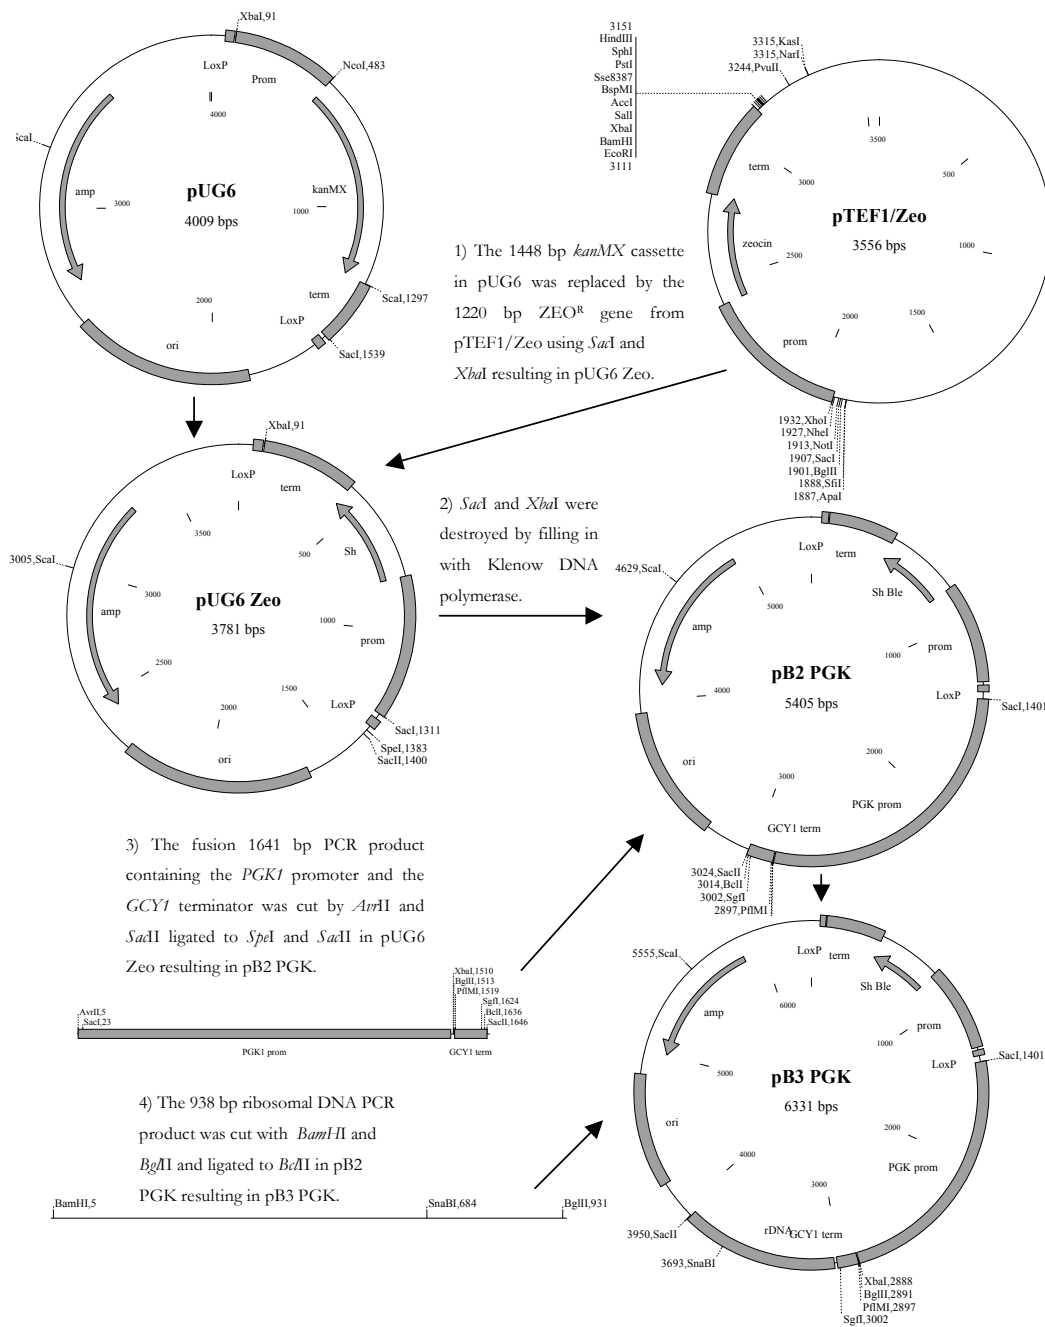 XbaI,91
LoxP
Prom
NcoI,483
4000
ScaI
amp
3000
pUG6
4009 bps
kanMX
1000
term
ScaI,1297
2000
LoxP
SacI,1539
ori
3151
HindIII
SphI
PstI
Sse8387
BspMI
AccI
SalI
XbaI
BamHI
EcoRI
3111
3315,KasI
3315,NarI
3244,PvuII
3500
500
term
3000
pTEF1/Zeo
3556 bps
zeocin
2500
1000
2000
1500
prom
1932,XhoI
1927,NheI
1913,NotI
1907,SacI
1901,BglII
1888,SfiI
1887,ApaI
1) The 1448 bp kanMX cassette
in pUG6 was replaced by the
1220 bp ZEOR gene from
pTEF1/Zeo using SacI and
XbaI resulting in pUG6 Zeo.
XbaI,91
LoxP
term
3500
500
Sh
3005,ScaI
3000
amp
pUG6 Zeo
3781 bps
1000
prom
2500
2000
1500
LoxP
ori
SacI,1311
SpeI,1383
SacII,1400
2) SacI and XbaI were
destroyed by filling in
with Klenow DNA
polymerase.
LoxP
term
4629,ScaI
5000
Sh Ble
amp
1000
prom
pB2 PGK
5405 bps
4000
LoxP
SacI,1401
ori
2000
3000
PGK prom
GCY1 term
3024,SacII
3014,BclI
3002,SgfI
2897,PflMI
3) The fusion 1641 bp PCR product
containing the PGK1 promoter and the
GCY1 terminator was cut by AvrII and
SacII ligated to SpeI and SacII in pUG6
Zeo resulting in pB2 PGK.
XbaI,1510
BglII,1513
PflMI,1519
SgfI,1624
BclI,1636
SacII,1646
AvrII,5
SacI,23
PGK1 prom
GCY1 term
4) The 938 bp ribosomal DNA PCR
product was cut with BamHI and
BglII and ligated to BclII in pB2
PGK resulting in pB3 PGK.
BamHI,5
SnaBI,684
BglII,931
LoxP
term
5555,ScaI
6000
Sh Ble
amp
1000
prom
LoxP
SacI,1401
5000
pB3 PGK
6331 bps
ori
2000
PGK prom
4000
3000
3950,SacII
rDNA
GCY1 term
3693,SnaBI
XbaI,2888
BglII,2891
PflMI,2897
SgfI,3002